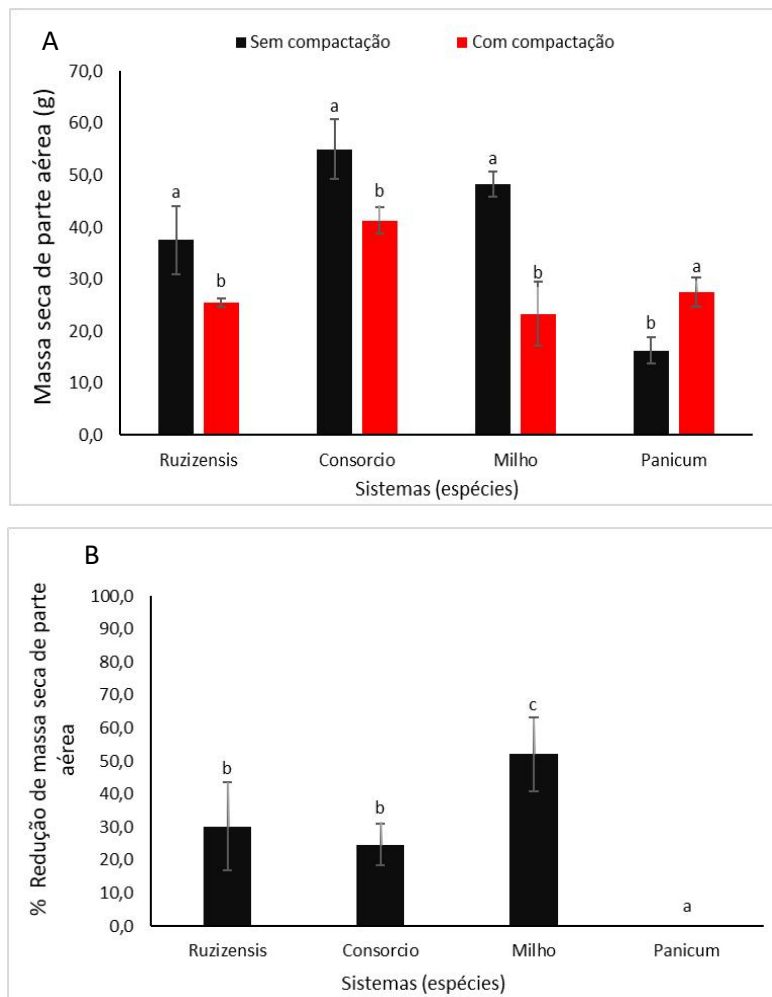 A
Sem compactação
Com compactação
Massa seca de parte aérea (g)
70,0
60,0
50,0
40,0
30,0
20,0
10,0
0,0
a
b
a
b
a
b
b
a
Ruzizensis
Consorcio
Milho
Panicum
Sistemas (espécies)
B
% Redução de massa seca de parte
aérea
100,0
90,0
80,0
70,0
60,0
50,0
40,0
30,0
20,0
10,0
0,0
b
b
c
a
Ruzizensis
Consorcio
Milho
Panicum
Sistemas (espécies)